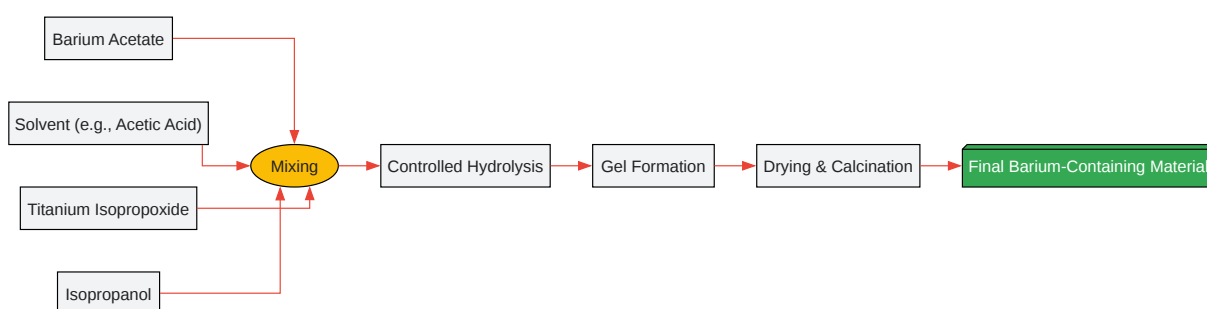 Barium Acetate
Solvent (e.g., Acetic Acid)
Mixing
Controlled Hydrolysis
Gel Formation
Drying & Calcination
Final Barium-Containing Material
Titanium Isopropoxide
Isopropanol